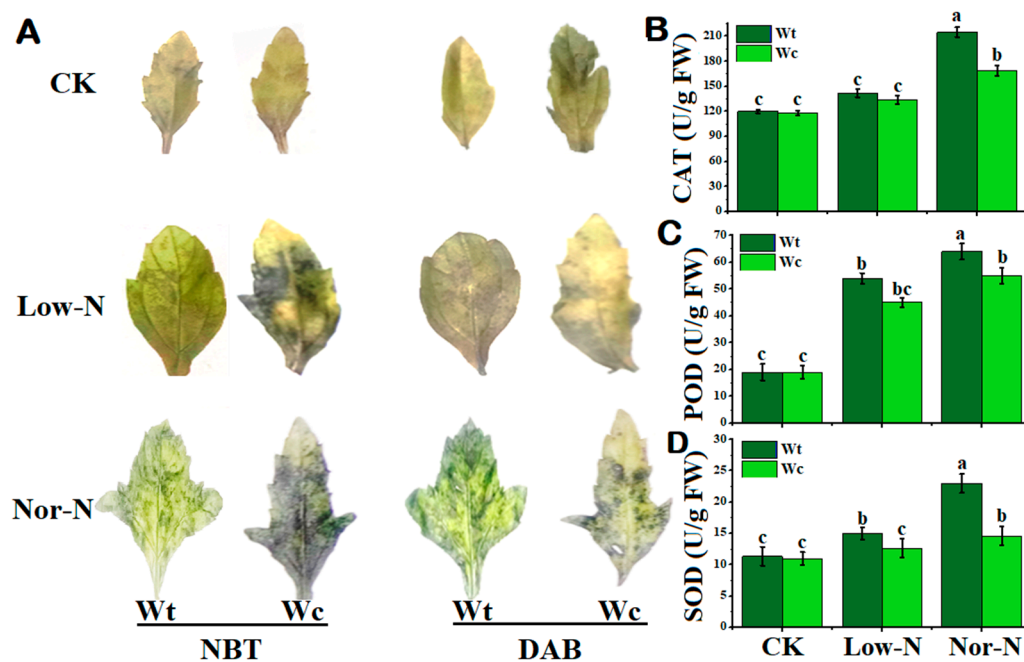 A
CK
Low-N
Nor-N
Wt
Wc
Wt
Wc
NBT
DAB
B
CAT (U/g FW)
210
180
150
120
90
60
30
0
Wt
Wc
c
c
c
c
a
b
C
POD (U/g FW)
70
60
50
40
30
20
10
0
Wt
Wc
c
c
b
bc
a
b
D
SOD (U/g FW)
30
25
20
15
10
5
0
Wt
Wc
c
c
b
c
a
b
CK
Low-N
Nor-N